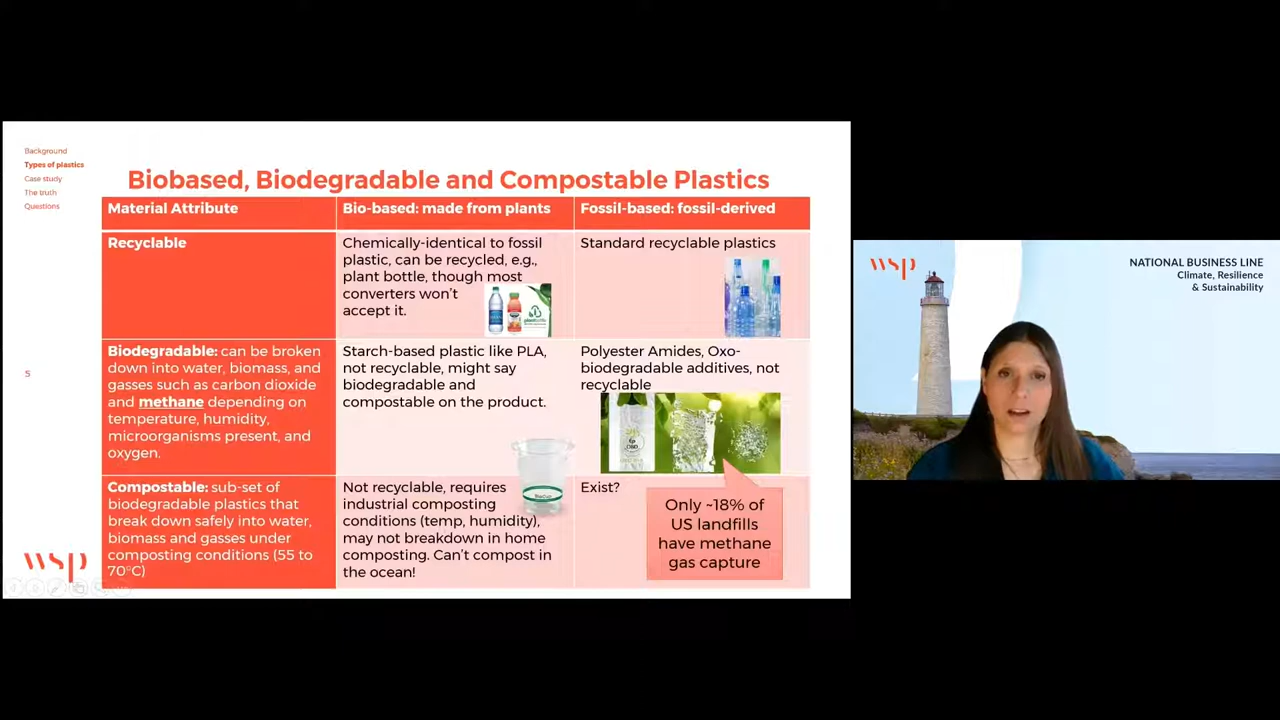 Background
Types of plastics
Case study
The truth
Questions
Biobased, Biodegradable and Compostable Plastics
Material Attribute
Bio-based: made from plants
Fossil-based: fossil-derived
Recyclable
Chemically-identical to fossil
plastic, can be recycled, e.g.,
plant bottle, though most
converters won't
accept it.
Standard recyclable plastics
Biodegradable: can be broken
down into water, biomass, and
gasses such as carbon dioxide
and methane depending on
temperature, humidity,
microorganisms present, and
oxygen.
Starch-based plastic like PLA,
not recyclable, might say
biodegradable and
compostable on the product.
Polyester Amides, Oxo-
biodegradable additives, not
recyclable
Compostable: sub-set of
biodegradable plastics that
break down safely into water,
biomass and gasses under
composting conditions (55 to
70°C)
Not recyclable, requires
industrial composting
conditions (temp, humidity),
may not breakdown in home
composting. Can't compost in
the ocean!
Exist?
Only ~18% of
US landfills
have methane
gas capture
5
wsp
wsp
NATIONAL BUSINESS LINE
Climate, Resilience
& Sustainability